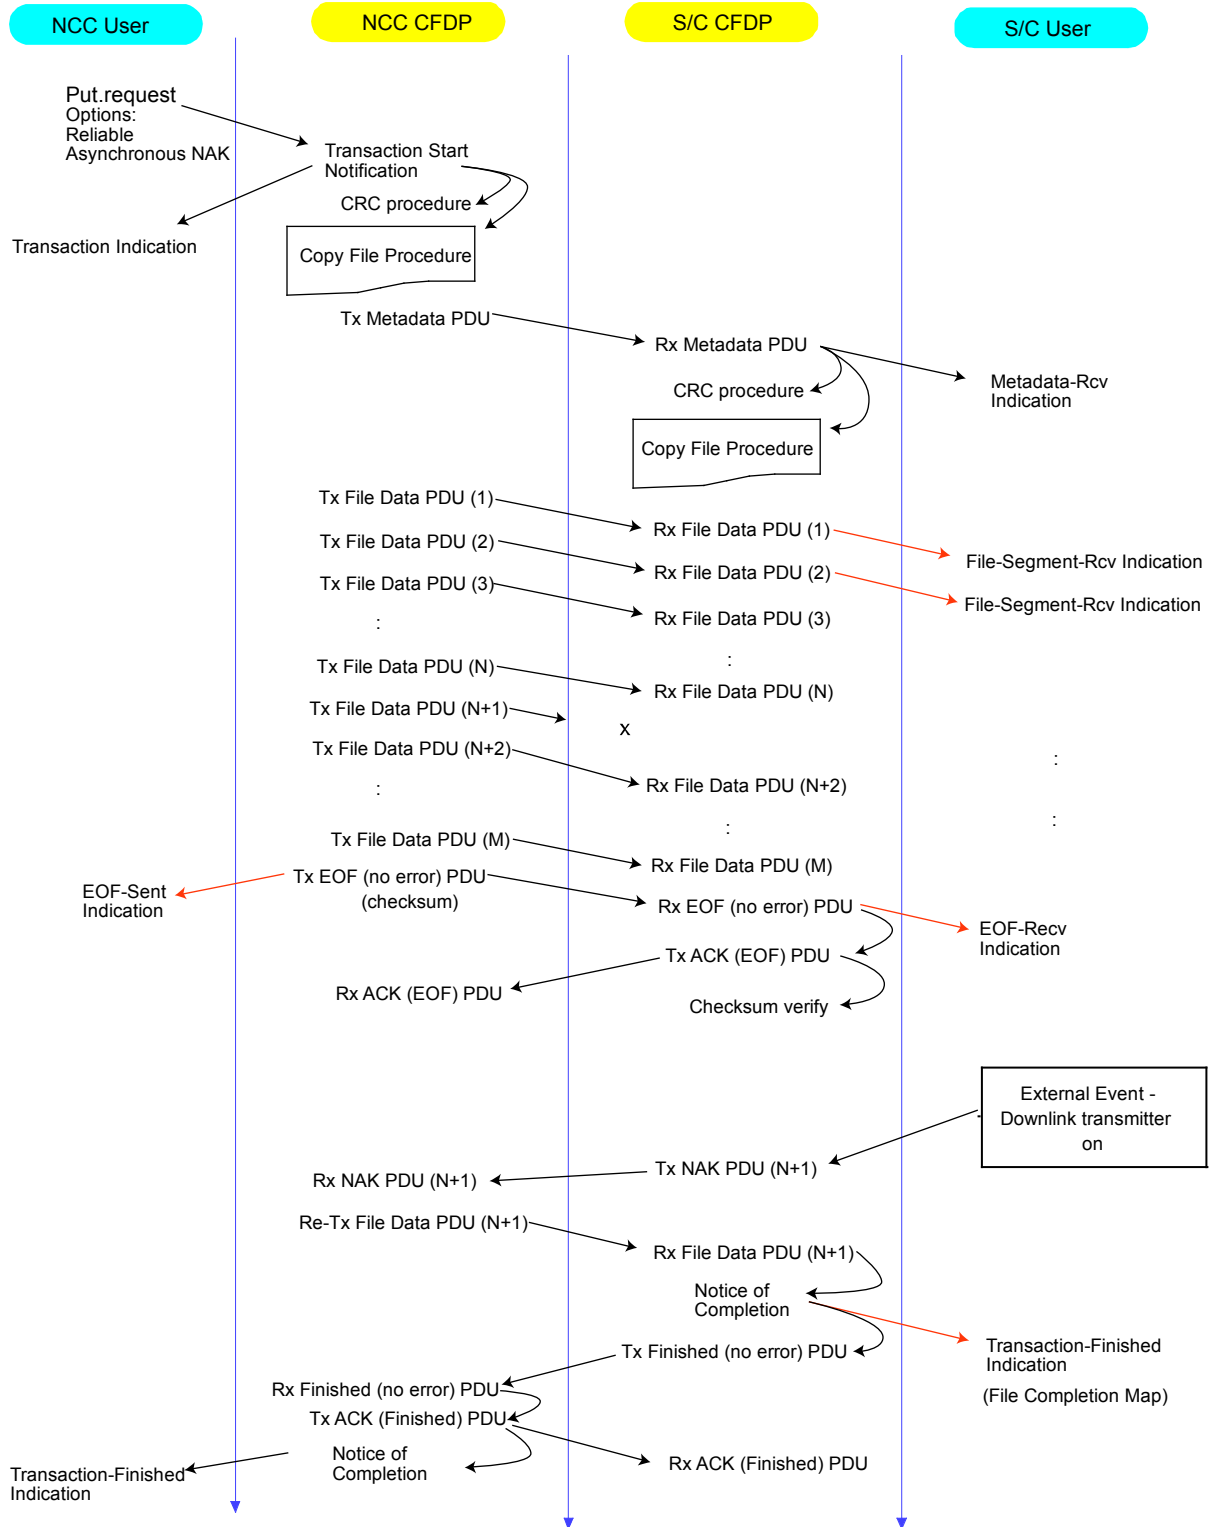 NCC User
NCC CFDP
S/C CFDP
S/C User
Put.request
Options:
Reliable
Asynchronous NAK
Transaction Start
Notification
CRC procedure
Transaction Indication
Copy File Procedure
Tx Metadata PDU
Rx Metadata PDU
CRC procedure
Metadata-Rcv
Indication
Copy File Procedure
Tx File Data PDU (1)
Rx File Data PDU (1)
Tx File Data PDU (2)
File-Segment-Rcv Indication
Rx File Data PDU (2)
Tx File Data PDU (3)
File-Segment-Rcv Indication
Rx File Data PDU (3)
:
:
Tx File Data PDU (N)
Rx File Data PDU (N)
Tx File Data PDU (N+1)
x
Tx File Data PDU (N+2)
:
Rx File Data PDU (N+2)
:
:
:
Tx File Data PDU (M)
Rx File Data PDU (M)
Tx EOF (no error) PDU
(checksum)
EOF-Sent
Indication
Rx EOF (no error) PDU
EOF-Recv
Indication
Tx ACK (EOF) PDU
Rx ACK (EOF) PDU
Checksum verify
External Event -
Downlink transmitter
on
Tx NAK PDU (N+1)
Rx NAK PDU (N+1)
Re-Tx File Data PDU (N+1)
Rx File Data PDU (N+1)
Notice of
Completion
Tx Finished (no error) PDU
Transaction-Finished
Indication
(File Completion Map)
Rx Finished (no error) PDU
Tx ACK (Finished) PDU
Notice of
Completion
Rx ACK (Finished) PDU
Transaction-Finished
Indication